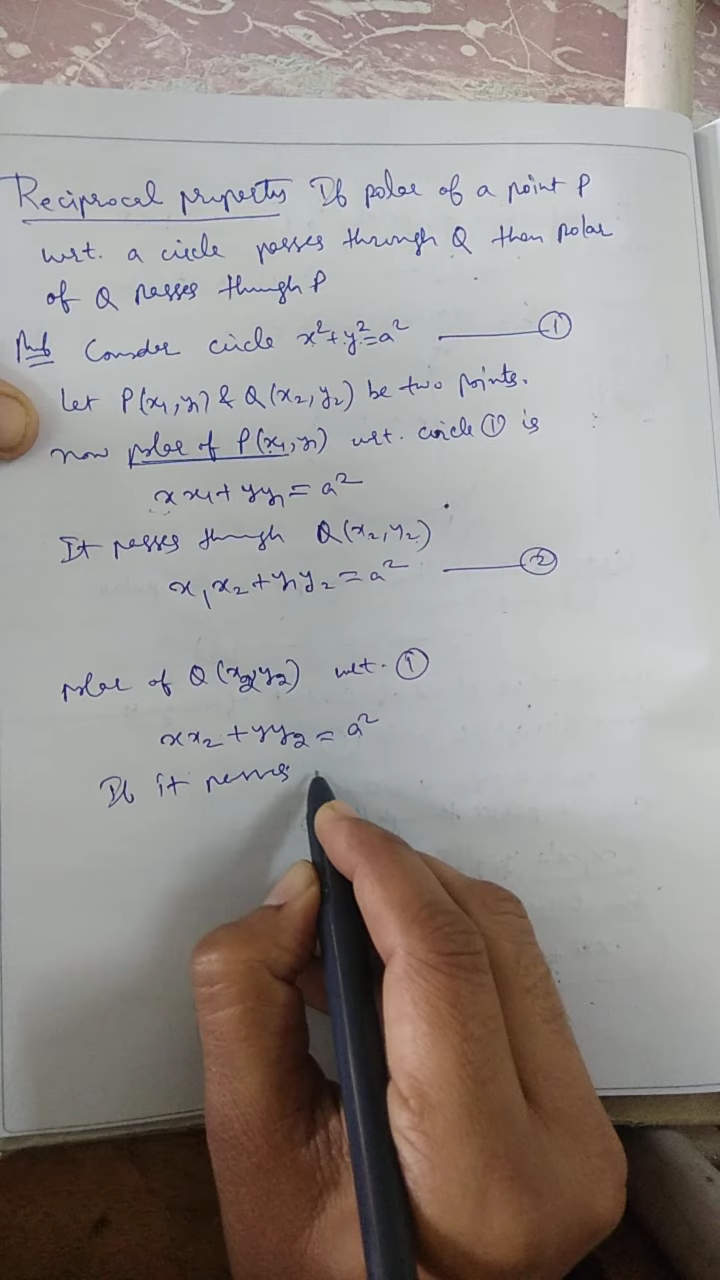 Reciprocal property If polar of a point P
w.r.t. a circle passes through Q then polar
of Q passes through P
Proof Consider circle x²+y²=a² ——— ①
Let P(x₁,y₁) & Q(x₂,y₂) be two points.
now polar of P(x₁,y₁) w.r.t. circle ① is
xx₁+yy₁=a²
It passes through Q(x₂,y₂)
x₁x₂+y₁y₂=a² ——— ②
polar of Q(x₂,y₂) w.r.t. ①
xx₂+yy₂=a²
If it passes